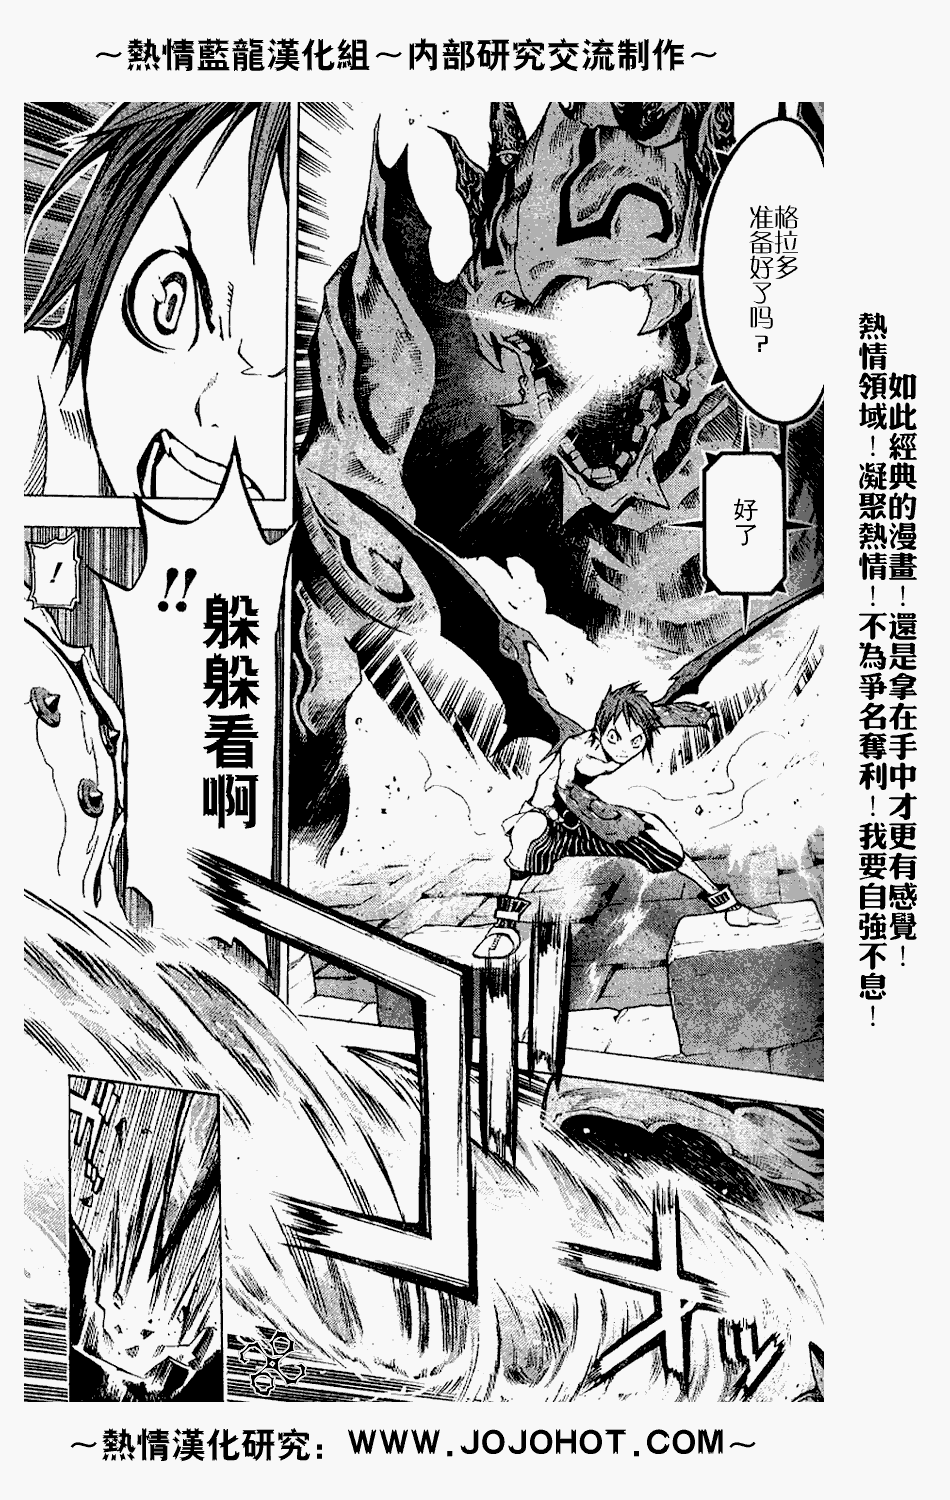 ～熱情藍龍漢化組～内部研究交流制作～
格拉多
准备好了吗？
好了
躲躲看啊
!!
!
如此經典的漫畫！還是拿在手中才更有感覺！
熱情領域！凝聚熱情！不為爭名奪利！我要自強不息！
～熱情漢化研究：WWW.JOJOHOT.COM～